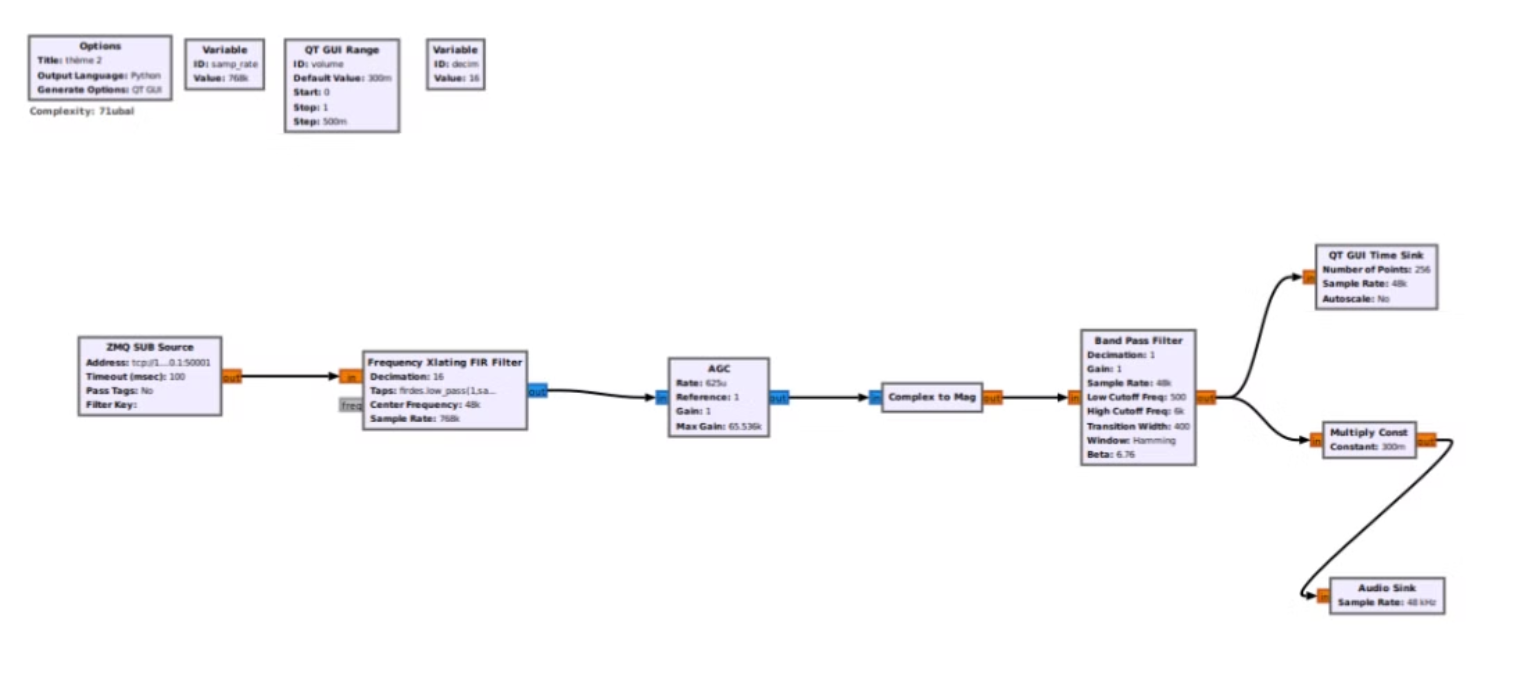 Options
Title: thème 2
Output Language: Python
Generate Options: QT GUI
Complexity: 71ubal
Variable
ID: samp_rate
Value: 768k
QT GUI Range
ID: volume
Default Value: 300m
Start: 0
Stop: 1
Step: 500m
Variable
ID: decim
Value: 16
ZMQ SUB Source
Address: tcp://1....0.1:50001
Timeout (msec): 100
Pass Tags: No
Filter Key:
out
in
freq
Frequency Xlating FIR Filter
Decimation: 16
Taps: firdes.low_pass(1,sa...
Center Frequency: 48k
Sample Rate: 768k
out
in
AGC
Rate: 625u
Reference: 1
Gain: 1
Max Gain: 65.536k
out
in
Complex to Mag
out
in
Band Pass Filter
Decimation: 1
Gain: 1
Sample Rate: 48k
Low Cutoff Freq: 500
High Cutoff Freq: 6k
Transition Width: 400
Window: Hamming
Beta: 6.76
out
in
QT GUI Time Sink
Number of Points: 256
Sample Rate: 48k
Autoscale: No
in
Multiply Const
Constant: 300m
out
in
Audio Sink
Sample Rate: 48 kHz